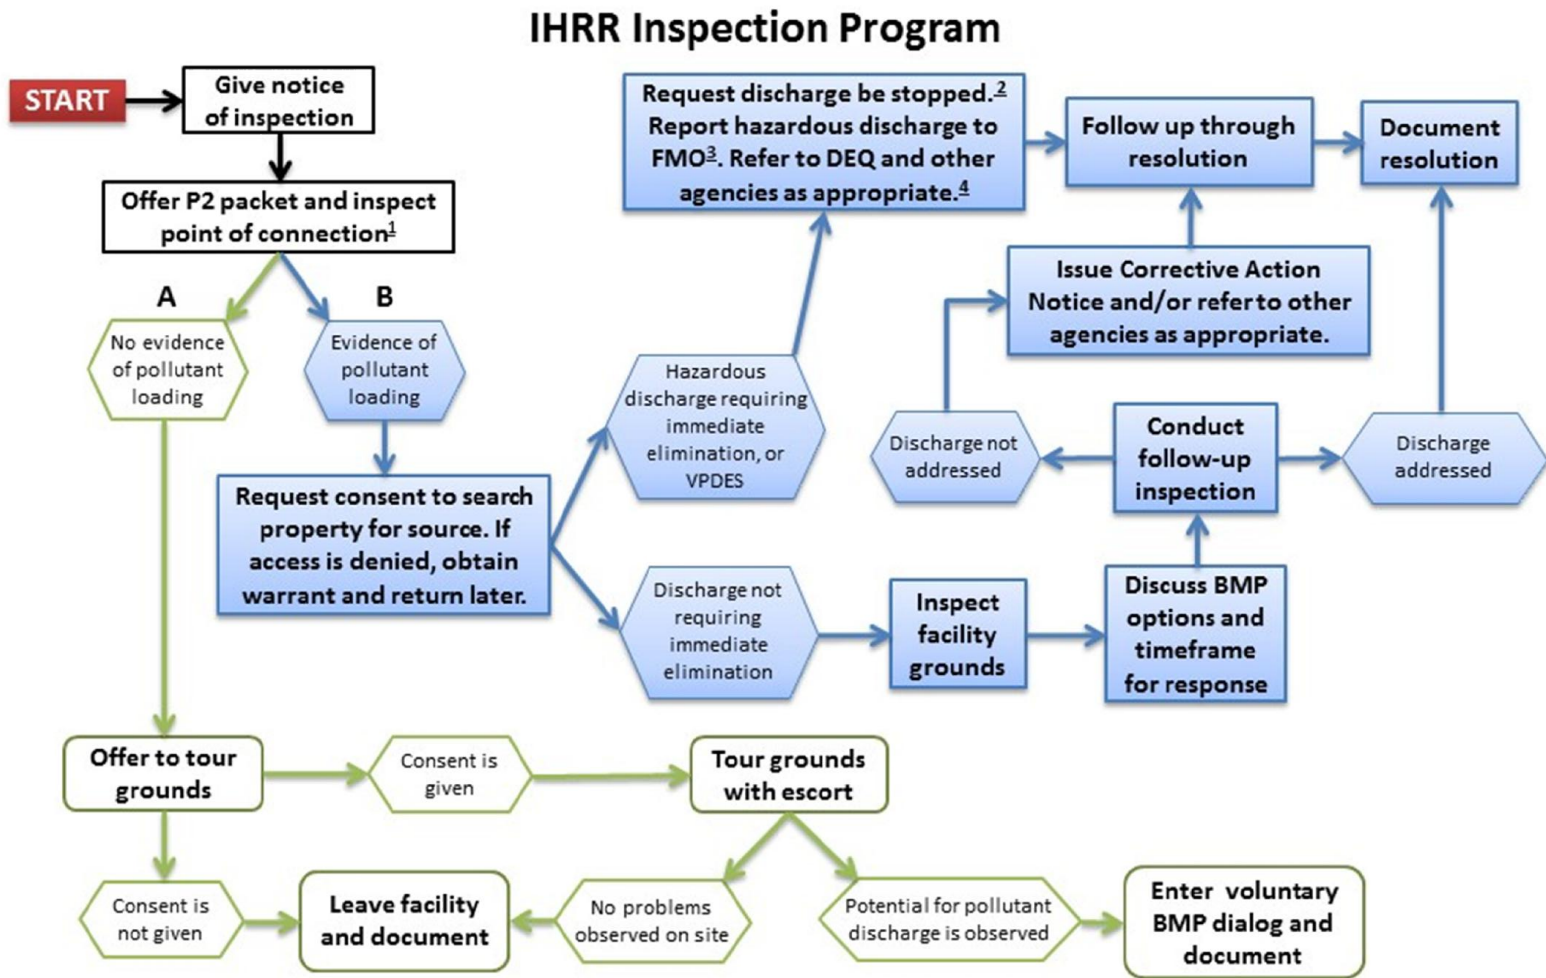 IHRR Inspection Program
START
Give notice
of inspection
Offer P2 packet and inspect
point of connection1
A
B
No evidence
of pollutant
loading
Evidence of
pollutant
loading
Request consent to search
property for source. If
access is denied, obtain
warrant and return later.
Hazardous
discharge requiring
immediate
elimination, or
VPDES
Request discharge be stopped.2
Report hazardous discharge to
FMO3. Refer to DEQ and other
agencies as appropriate.4
Follow up through
resolution
Document
resolution
Issue Corrective Action
Notice and/or refer to other
agencies as appropriate.
Discharge not
addressed
Conduct
follow-up
inspection
Discharge
addressed
Discharge not
requiring
immediate
elimination
Inspect
facility
grounds
Discuss BMP
options and
timeframe
for response
Offer to tour
grounds
Consent is
given
Tour grounds
with escort
Consent is
not given
Leave facility
and document
No problems
observed on site
Potential for pollutant
discharge is observed
Enter voluntary
BMP dialog and
document